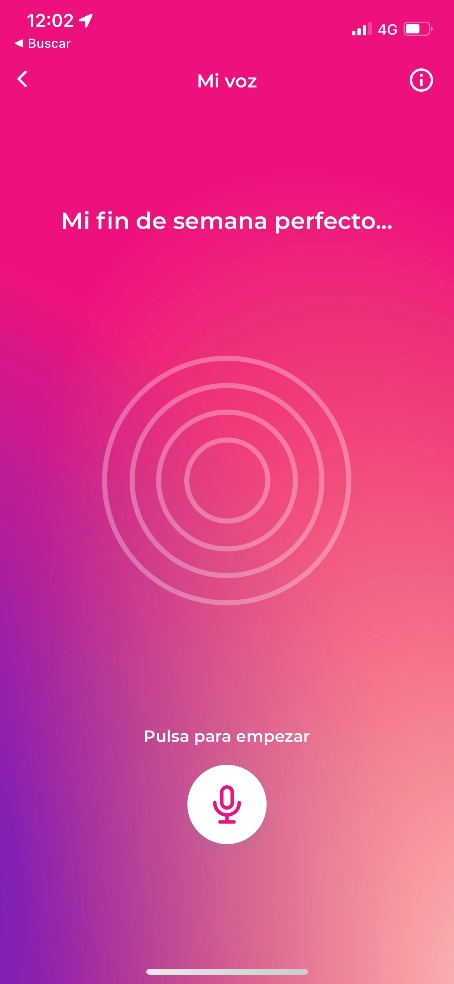 12:02
4G
◀ Buscar
Mi voz
Mi fin de semana perfecto...
Pulsa para empezar